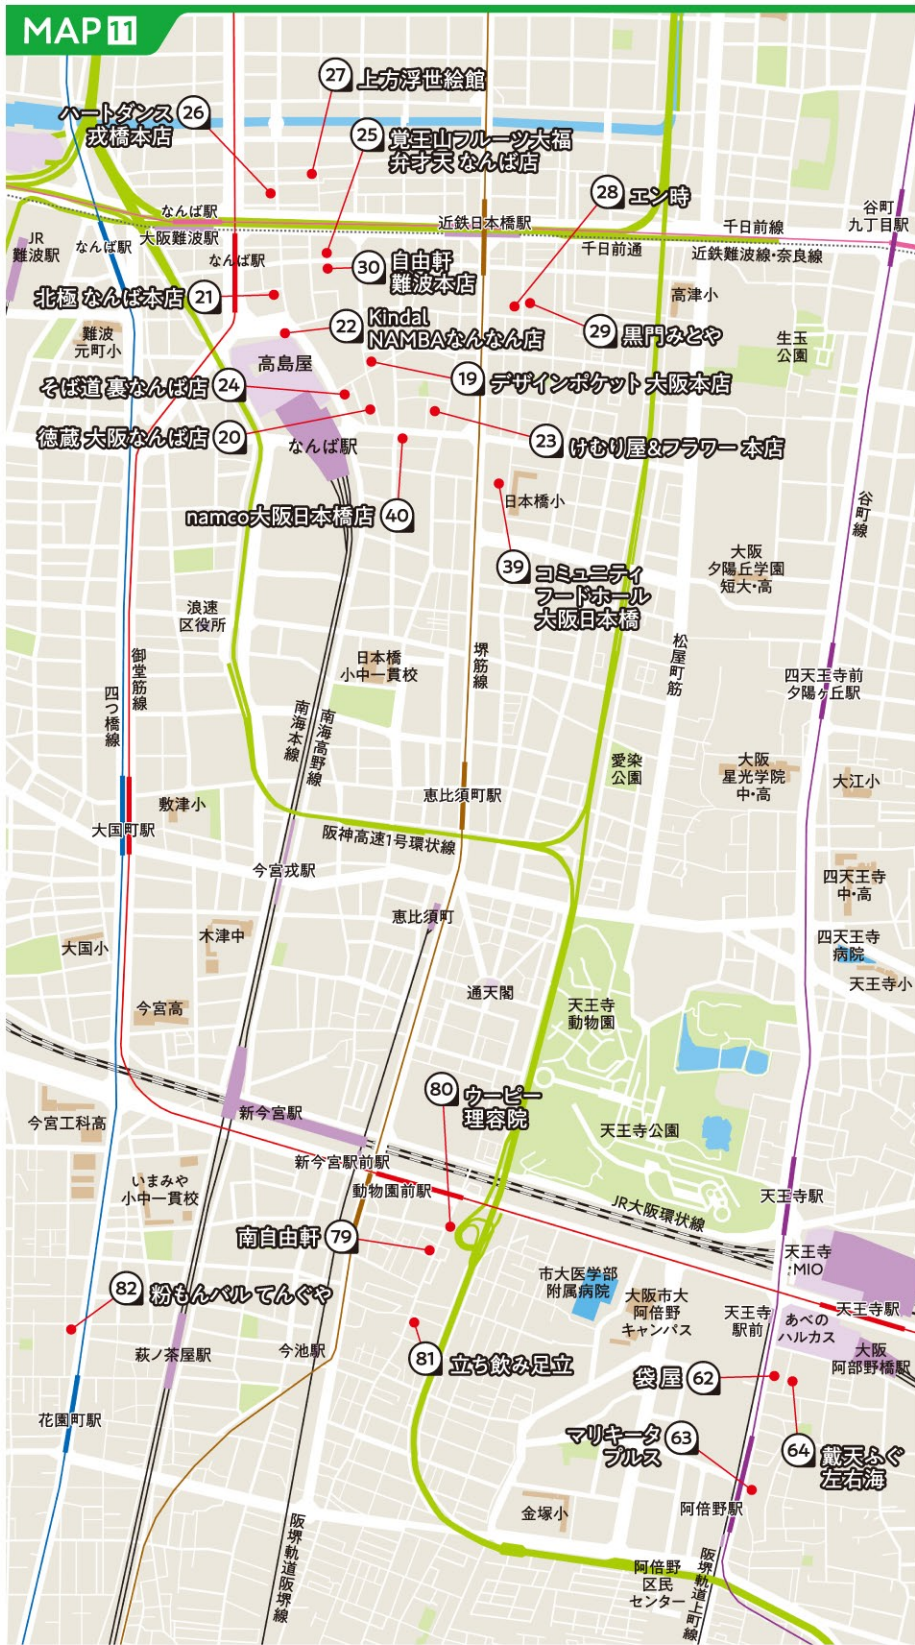 MAP 11
27 上方浮世絵館
ハートダンス
戎橋本店 26
25 覚王山フルーツ大福
弁才天 なんば店
28 エン時
谷町
九丁目駅
なんば駅
近鉄日本橋駅
千日前線
JR
難波駅
なんば駅
大阪難波駅
なんば駅
千日前通
近鉄難波線・奈良線
30 自由軒
難波本店
北極 なんば本店 21
高津小
22 Kindal
NAMBAなんなん店
29 黒門みとや
難波
元町小
生玉
公園
高島屋
そば道 裏なんば店 24
19 デザインポケット 大阪本店
徳蔵 大阪なんば店 20
なんば駅
23 けむり屋&フラワー 本店
namco大阪日本橋店 40
日本橋小
谷町線
39 コミュニティ
フードホール
大阪日本橋
大阪
夕陽丘学園
短大・高
浪速
区役所
御堂筋線
四つ橋線
日本橋
小中一貫校
堺筋線
松屋町筋
四天王寺前
夕陽ヶ丘駅
南海本線
南海高野線
愛染
公園
大阪
星光学院
中・高
大江小
敷津小
恵比須町駅
大国町駅
阪神高速1号環状線
今宮戎駅
四天王寺
中・高
恵比須町
大国小
木津中
四天王寺
病院
天王寺小
通天閣
天王寺
動物園
今宮高
今宮工科高
新今宮駅
80 ウーピー
理容院
天王寺公園
新今宮駅前駅
動物園前駅
いまみや
小中一貫校
JR大阪環状線
天王寺駅
南自由軒 79
天王寺
MIO
82 粉もんバル てんぐや
市大医学部
附属病院
大阪市大
阿倍野
キャンパス
天王寺
駅前
天王寺駅
あべの
ハルカス
大阪
阿部野橋駅
萩ノ茶屋駅
今池駅
81 立ち飲み足立
袋屋 62
花園町駅
マリキータ
プルス 63
64 戴天ふぐ
左右海
金塚小
阿倍野駅
阪堺軌道阪堺線
阿倍野
区民
センター
阪堺軌道上町線